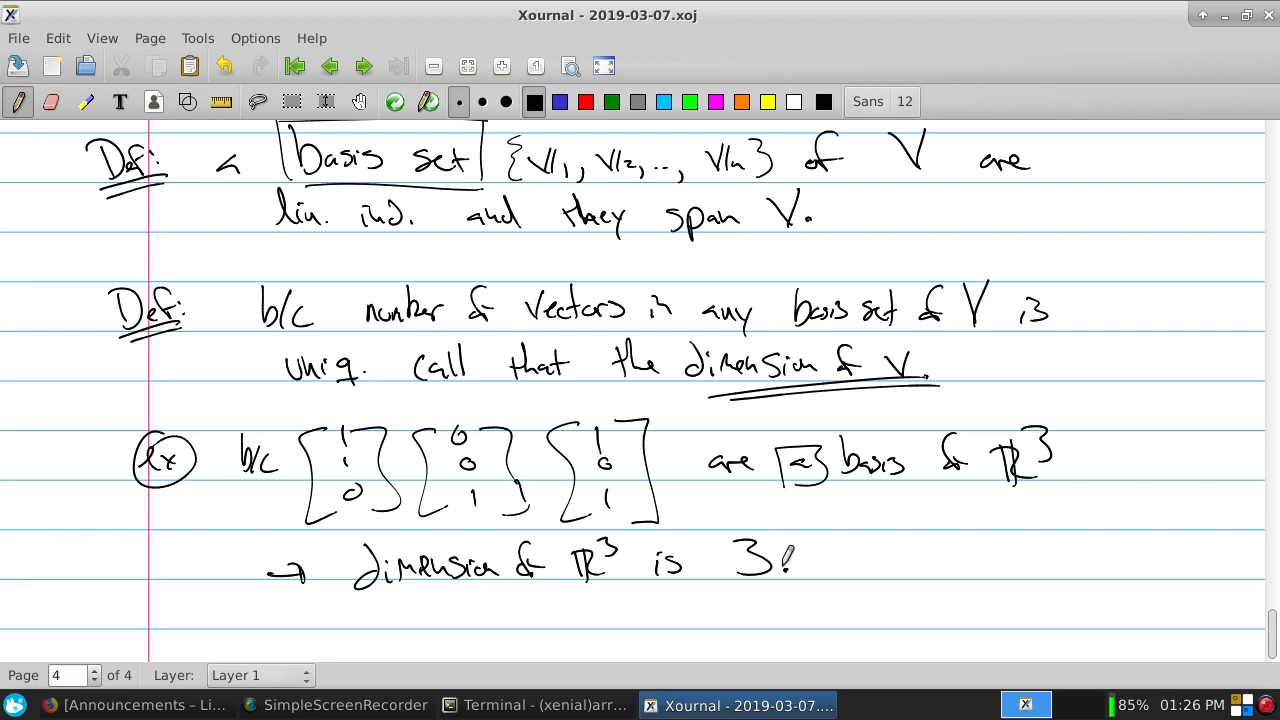 Xournal - 2019-03-07.xoj
File Edit View Page Tools Options Help
Sans 12
Def: a basis set {v1, v2, .., vn} of V are
lin. ind. and they span V.
Def: b/c number of vectors in any basis set of V is
uniq. call that the dimension of V.
ex b/c [1 1 0] [0 0 1] [1 0 1] are a basis of ℝ³
→ dimension of ℝ³ is 3!
Page 4 of 4 Layer: Layer 1
[Announcements – Li... SimpleScreenRecorder Terminal - (xenial)arr... Xournal - 2019-03-07.... 85% 01:26 PM